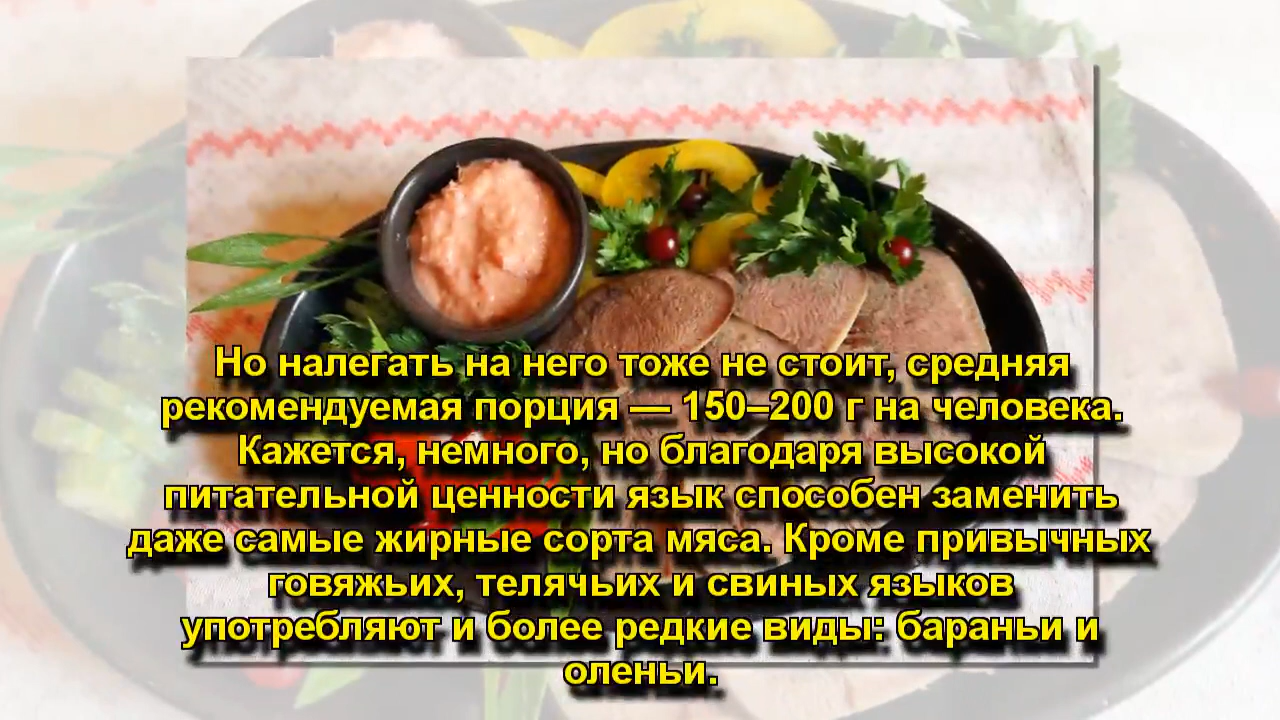 Но налегать на него тоже не стоит, средняя
рекомендуемая порция — 150–200 г на человека.
Кажется, немного, но благодаря высокой
питательной ценности язык способен заменить
даже самые жирные сорта мяса. Кроме привычных
говяжьих, телячьих и свиных языков
употребляют и более редкие виды: бараньи и
оленьи.